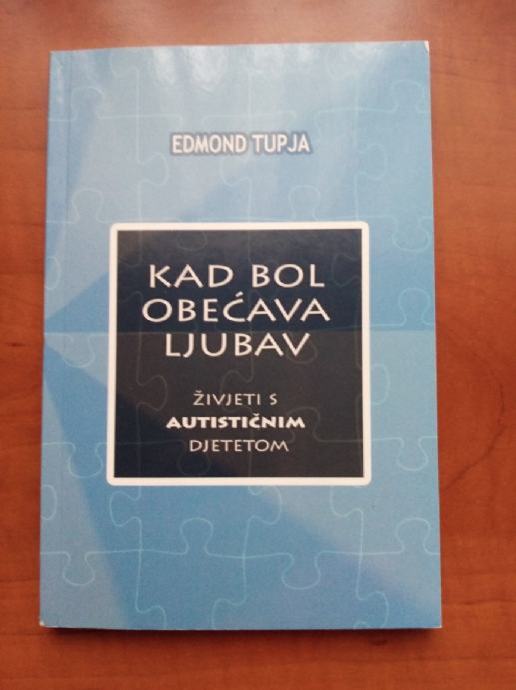 EDMOND TUPJA
KAD BOL
OBEĆAVA
LJUBAV
ŽIVJETI S
AUTISTIČNIM
DJETETOM